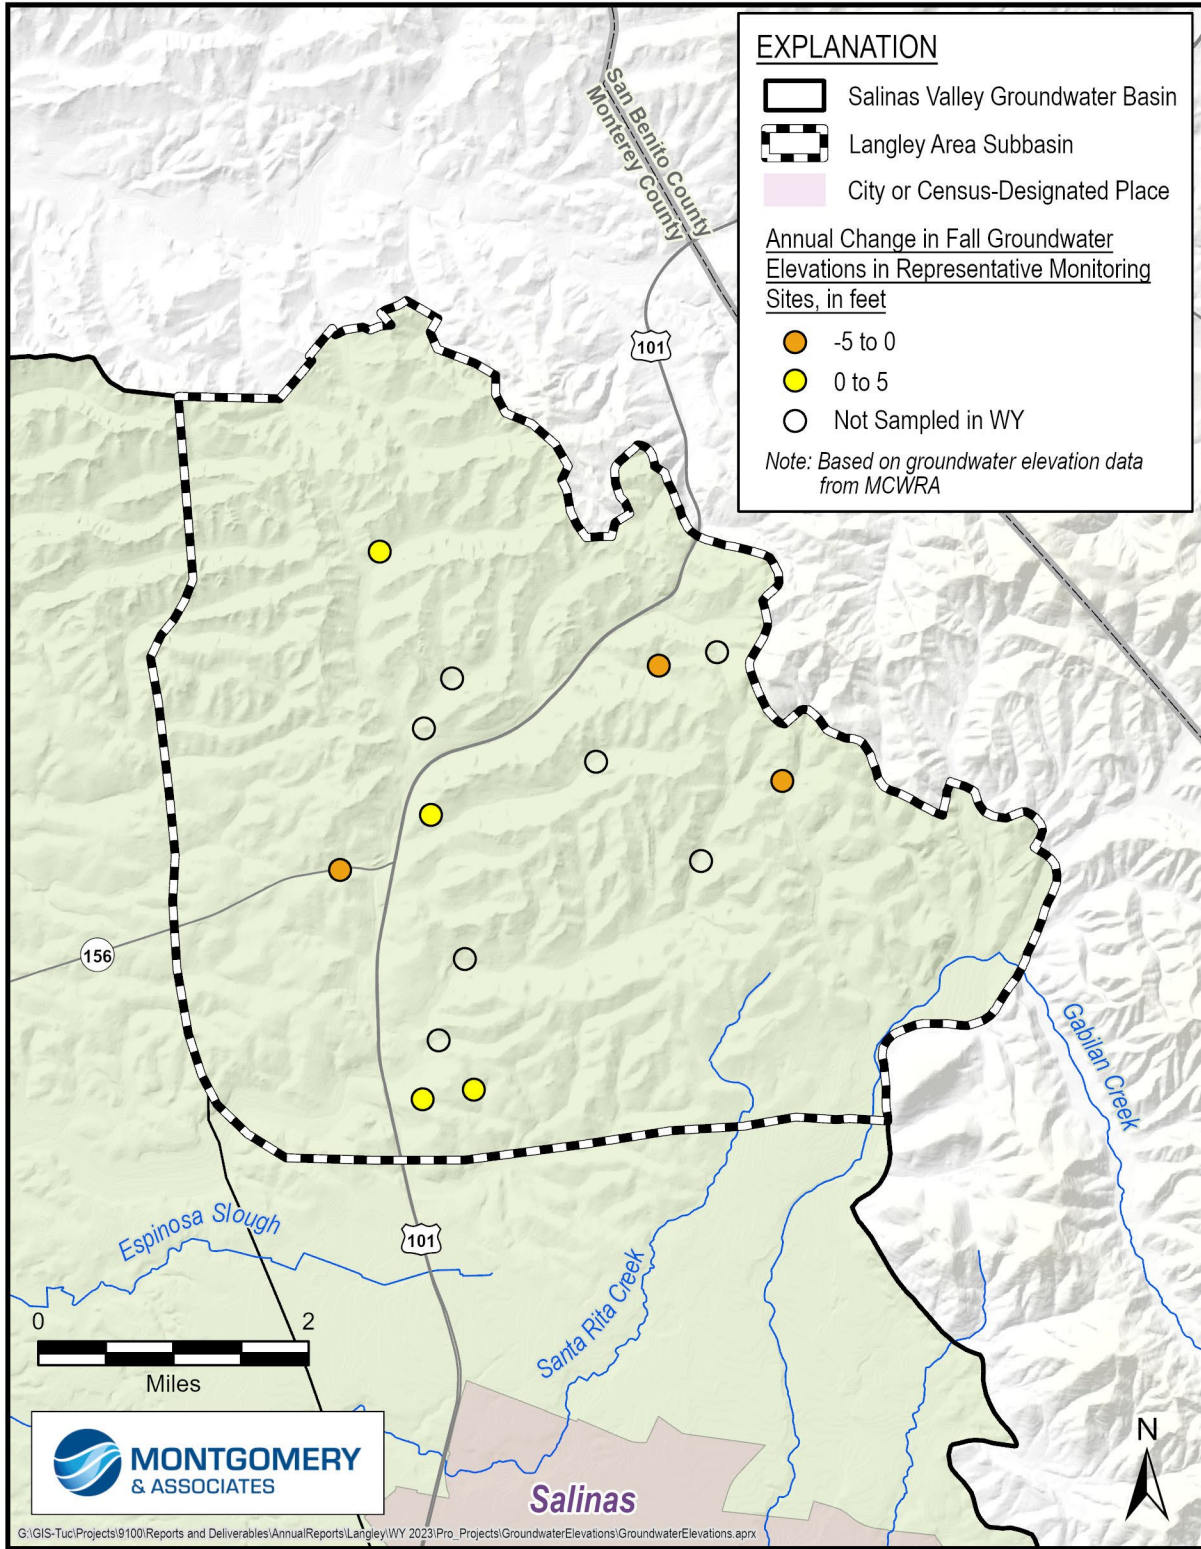 EXPLANATION
Salinas Valley Groundwater Basin
Langley Area Subbasin
City or Census-Designated Place
Annual Change in Fall Groundwater
Elevations in Representative Monitoring
Sites, in feet
-5 to 0
0 to 5
Not Sampled in WY
Note: Based on groundwater elevation data
from MCWRA
San Benito County
Monterey County
101
156
Gabilan Creek
Espinosa Slough
101
Santa Rita Creek
0 2
Miles
N
MONTGOMERY
& ASSOCIATES
Salinas
G:\GIS-Tuc\Projects\9100\Reports and Deliverables\AnnualReports\Langley\WY 2023\Pro_Projects\GroundwaterElevations\GroundwaterElevations.aprx